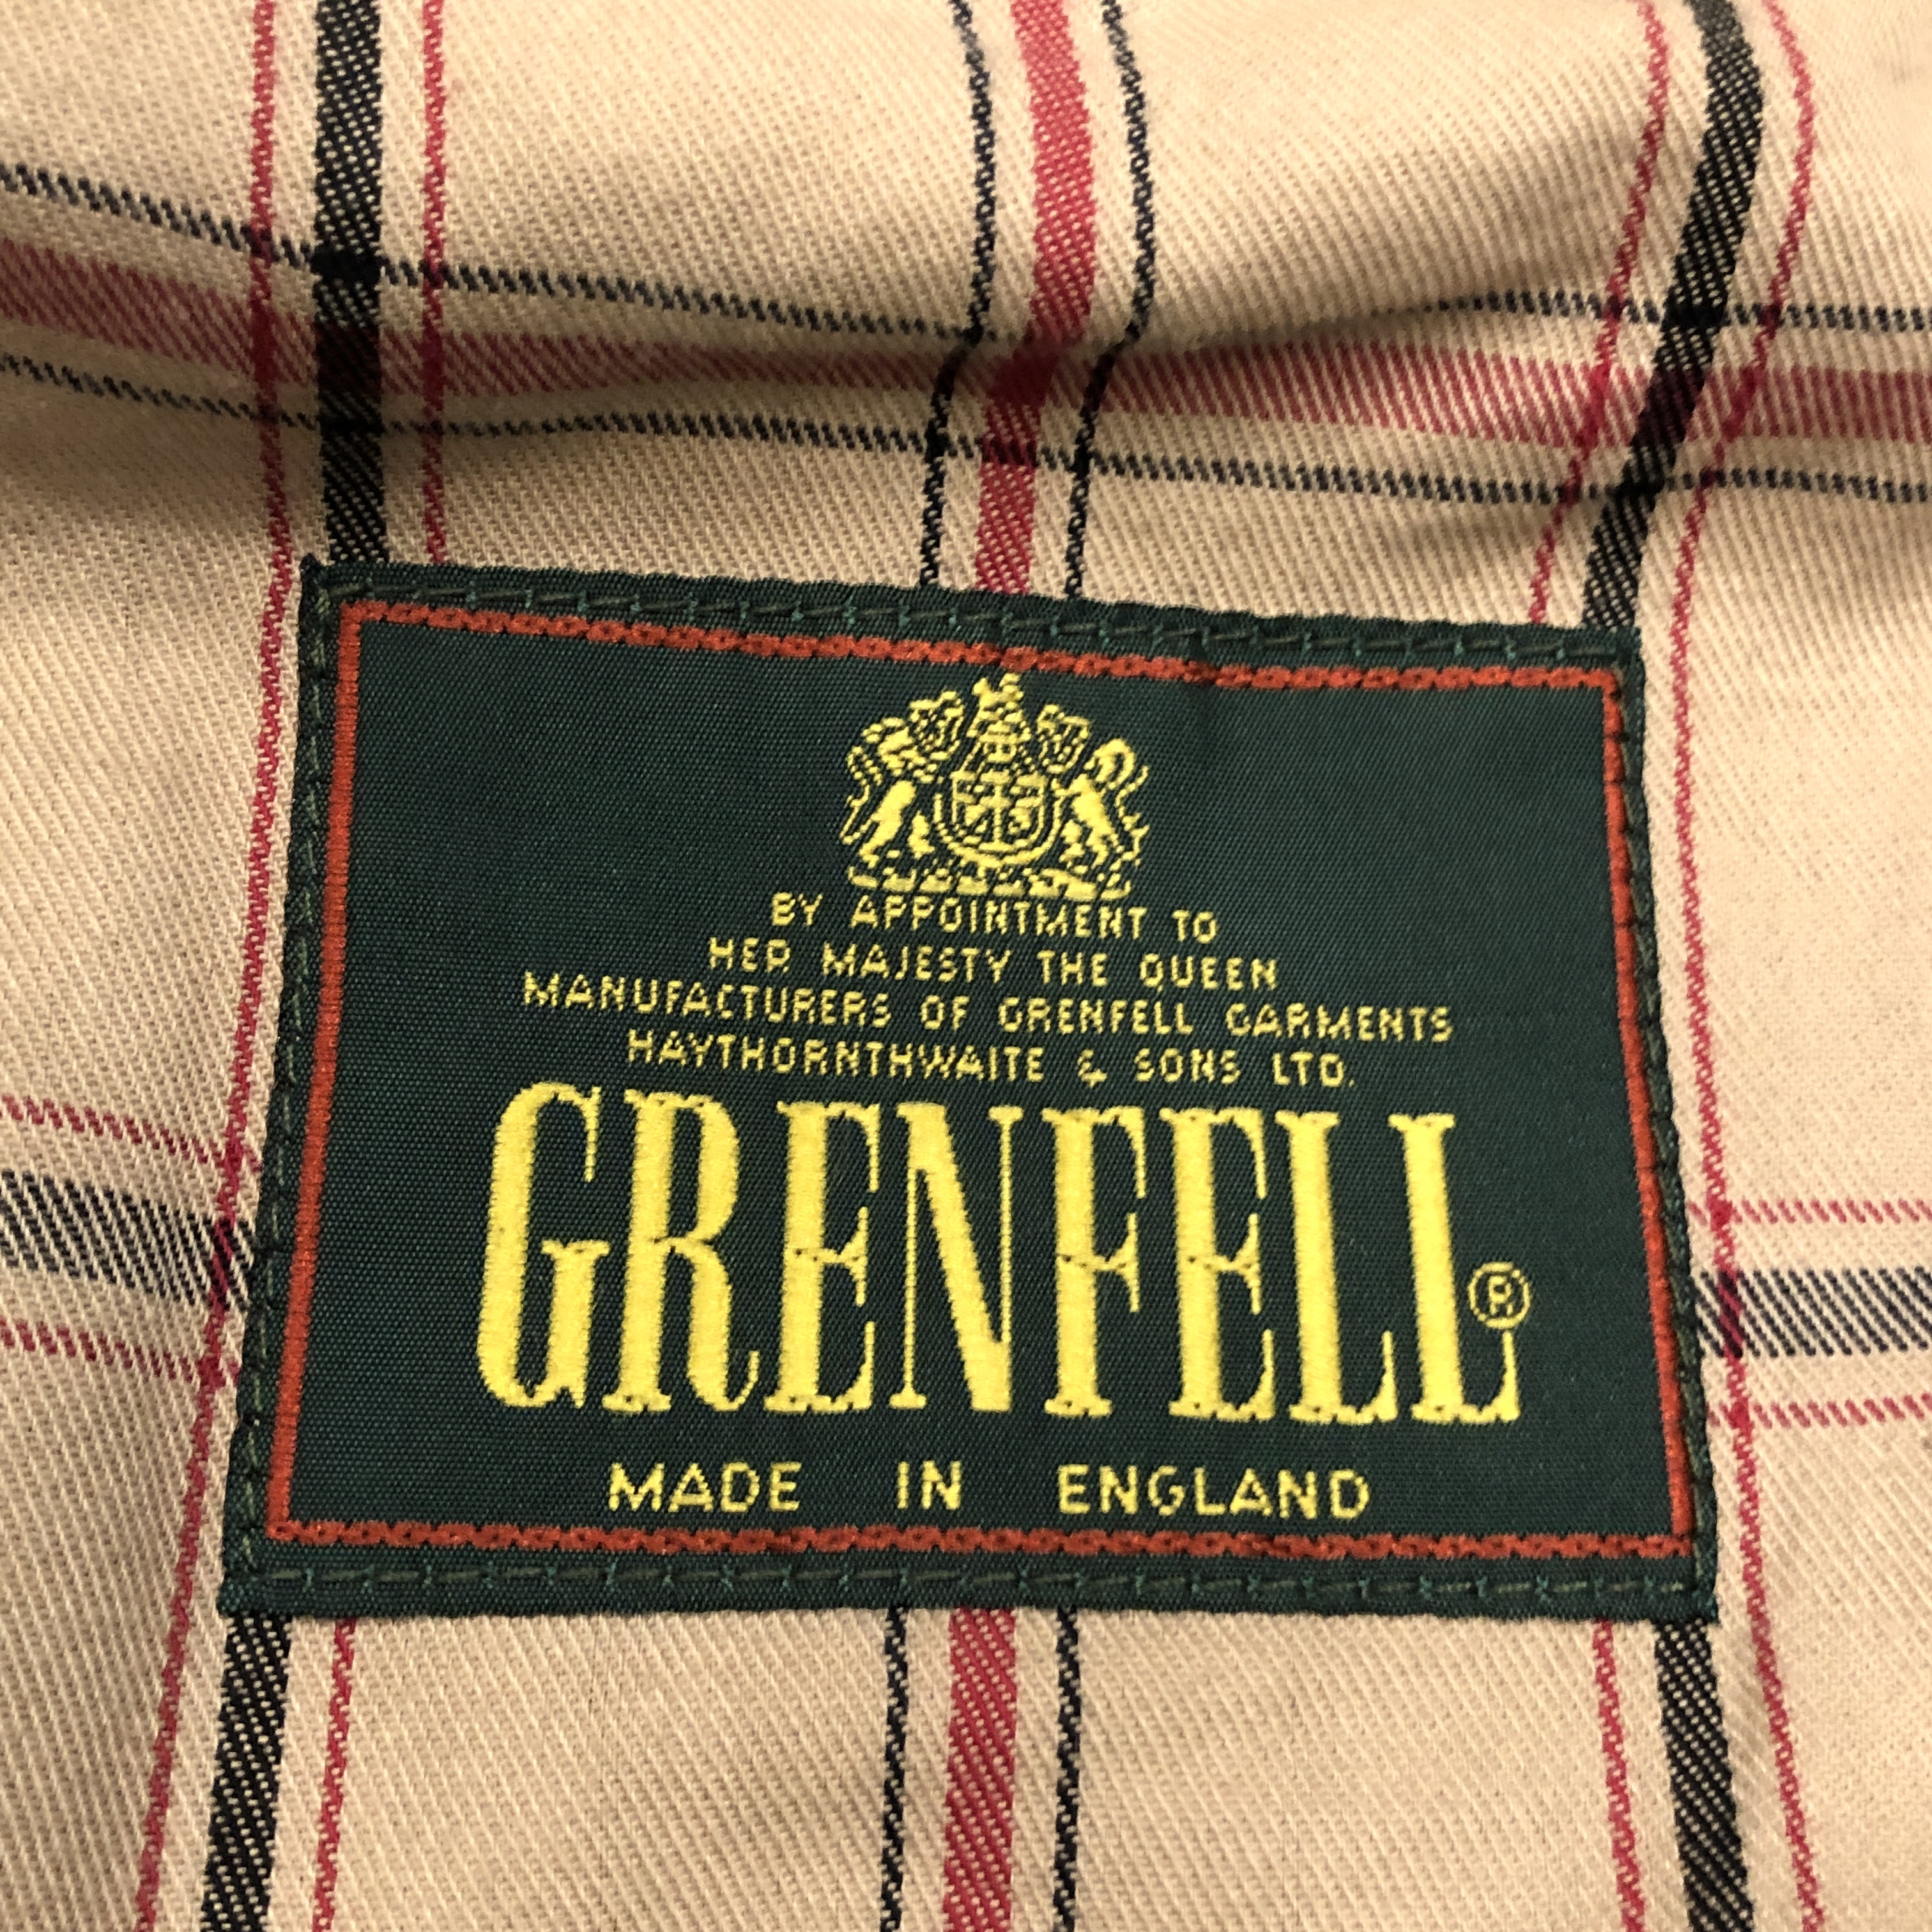 BY APPOINTMENT TO
HER MAJESTY THE QUEEN
MANUFACTURERS OF GRENFELL GARMENTS
HAYTHORNTHWAITE & SONS LTD.
GRENFELL®
MADE IN ENGLAND